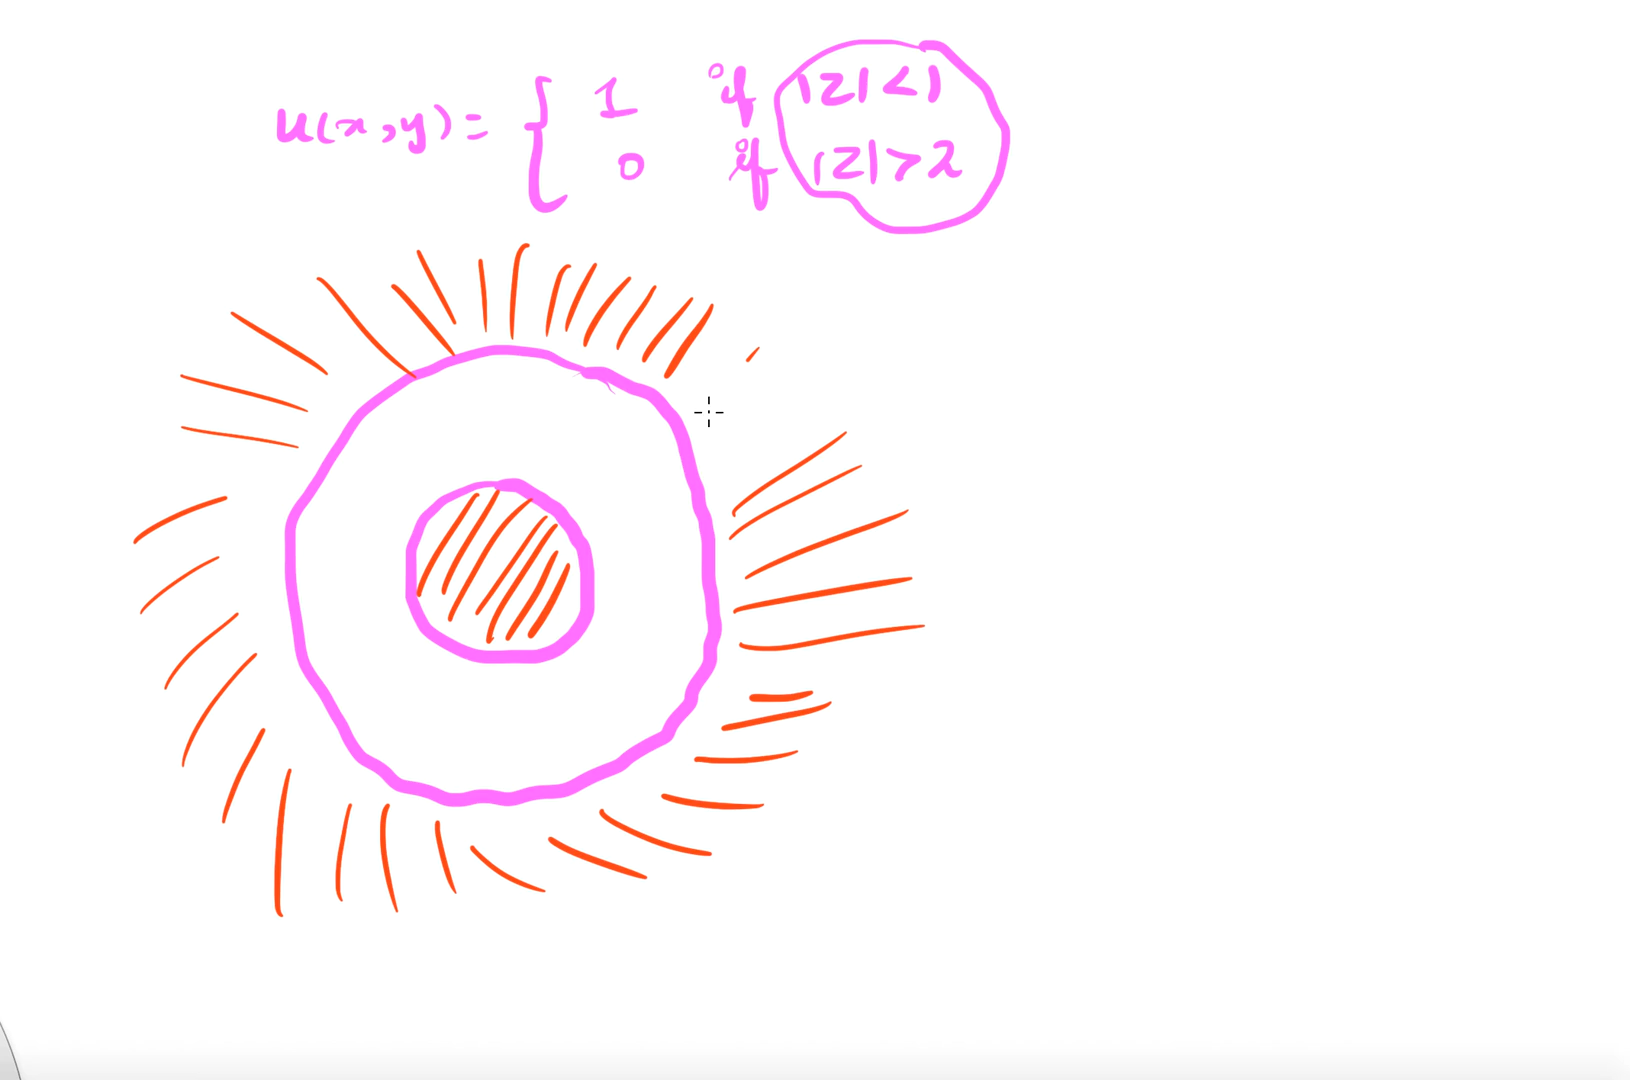 u(x,y) = { 1 if |z|<1
0 if |z|>2